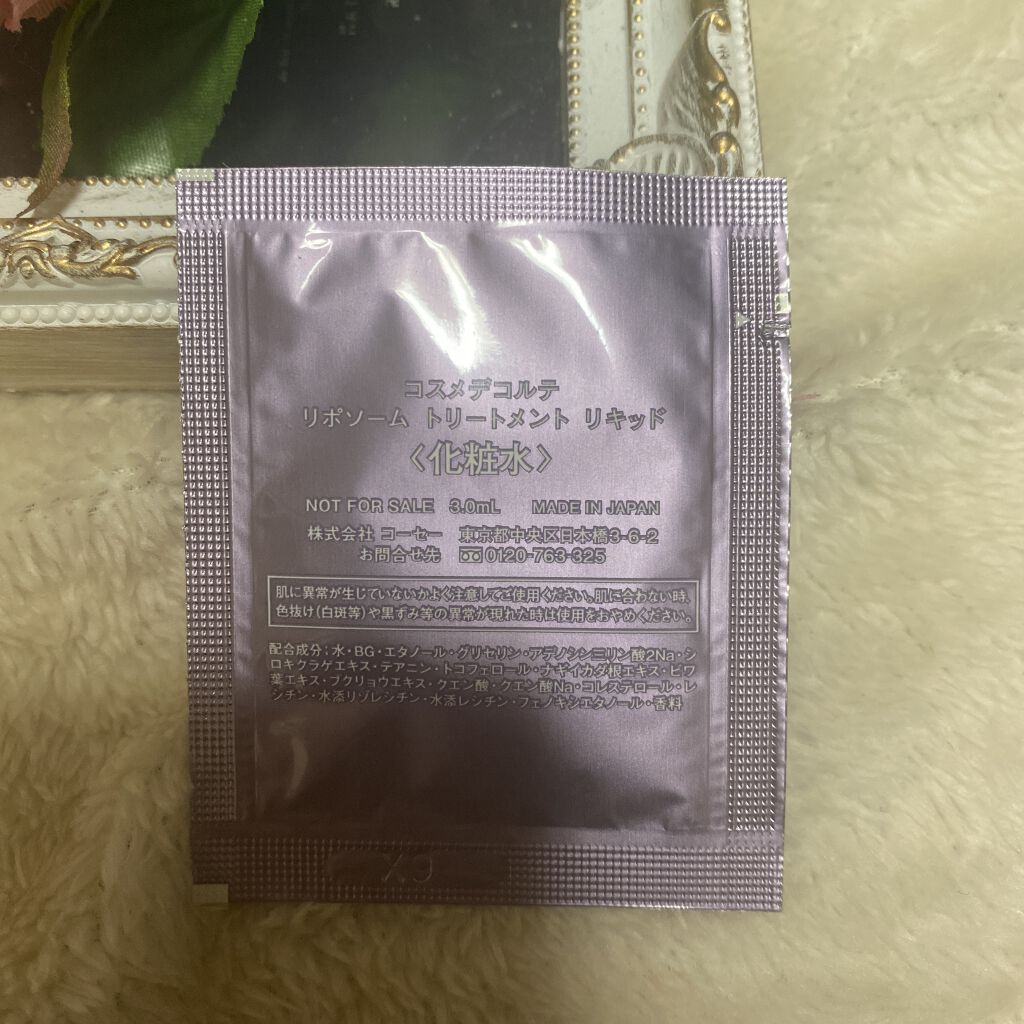 コスメデコルテ
リポソーム トリートメント リキッド
〈化粧水〉
NOT FOR SALE 3.0mL MADE IN JAPAN
株式会社 コーセー 東京都中央区日本橋3-6-2
お問合せ先 0120-763-325
肌に異常が生じていないかよく注意してご使用ください。肌に合わない時、
色抜け(白斑等)や黒ずみ等の異常が現れた時は使用をおやめください。
配合成分:水・BG・エタノール・グリセリン・アデノシン三リン酸2Na・シ
ロキクラゲエキス・テアニン・トコフェロール・ナギイカダ根エキス・ビワ
葉エキス・ブクリョウエキス・クエン酸・クエン酸Na・コレステロール・レ
シチン・水添リゾレシチン・水添レシチン・フェノキシエタノール・香料